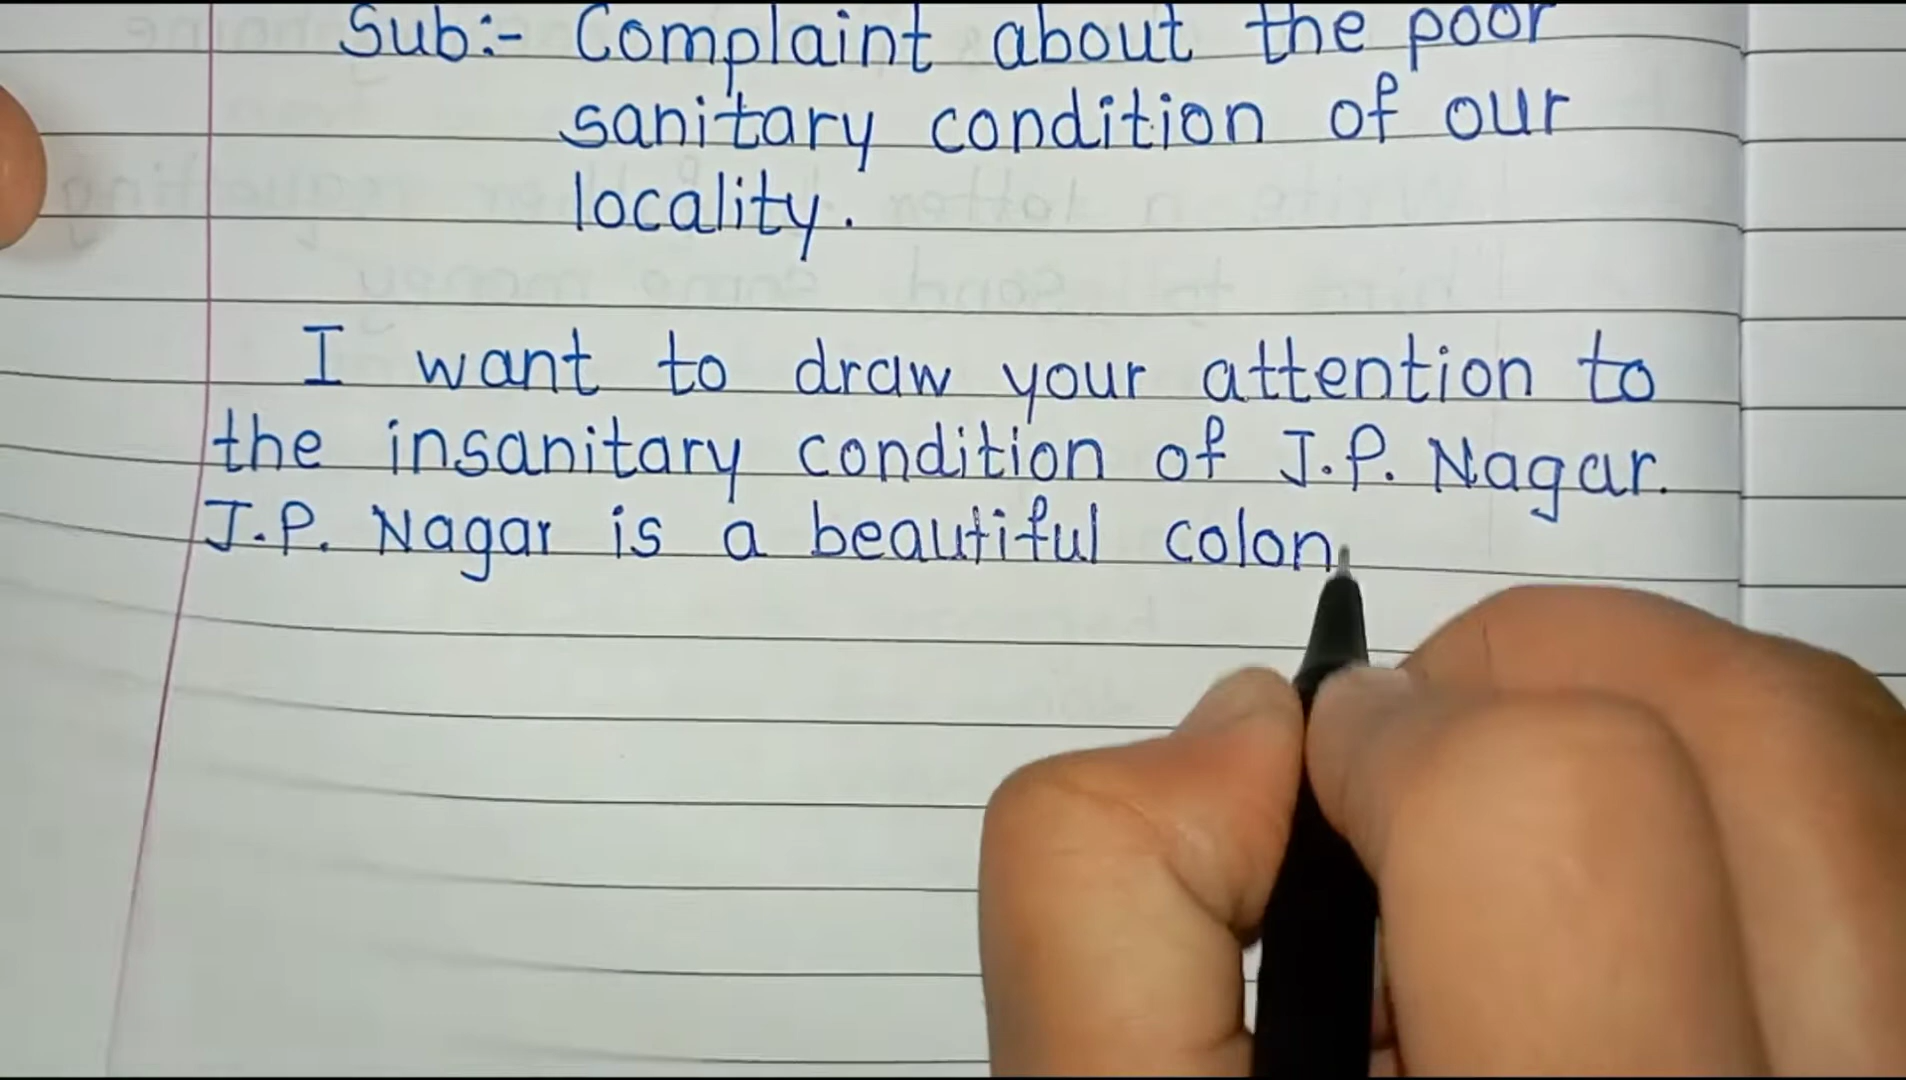 Sub:- Complaint about the poor
sanitary condition of our
locality.
I want to draw your attention to
the insanitary condition of J.P. Nagar.
J.P. Nagar is a beautiful colon